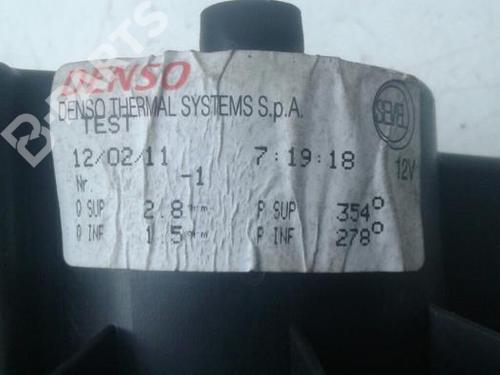 DENSO
DENSO THERMAL SYSTEMS S.p.A.
TEST
12/02/11 7:19:18
Nr. -1
12V
O SUP 2.8 P SUP 354°
O INF 1.5 P INF 278°
PARTS